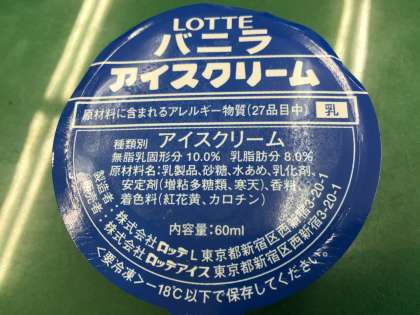 LOTTE
バニラ
アイスクリーム
原材料に含まれるアレルギー物質(27品目中) 乳
種類別 アイスクリーム
無脂乳固形分 10.0% 乳脂肪分 8.0%
原材料名:乳製品、砂糖、水あめ、乳化剤、
安定剤(増粘多糖類、寒天)、香料、
着色料(紅花黄、カロチン)
内容量:60ml
製造者:株式会社ロッテ L 東京都新宿区西新宿3-20-1
販売者:株式会社ロッテアイス 東京都新宿区西新宿3-20-1
<要冷凍>−18℃以下で保存してください。